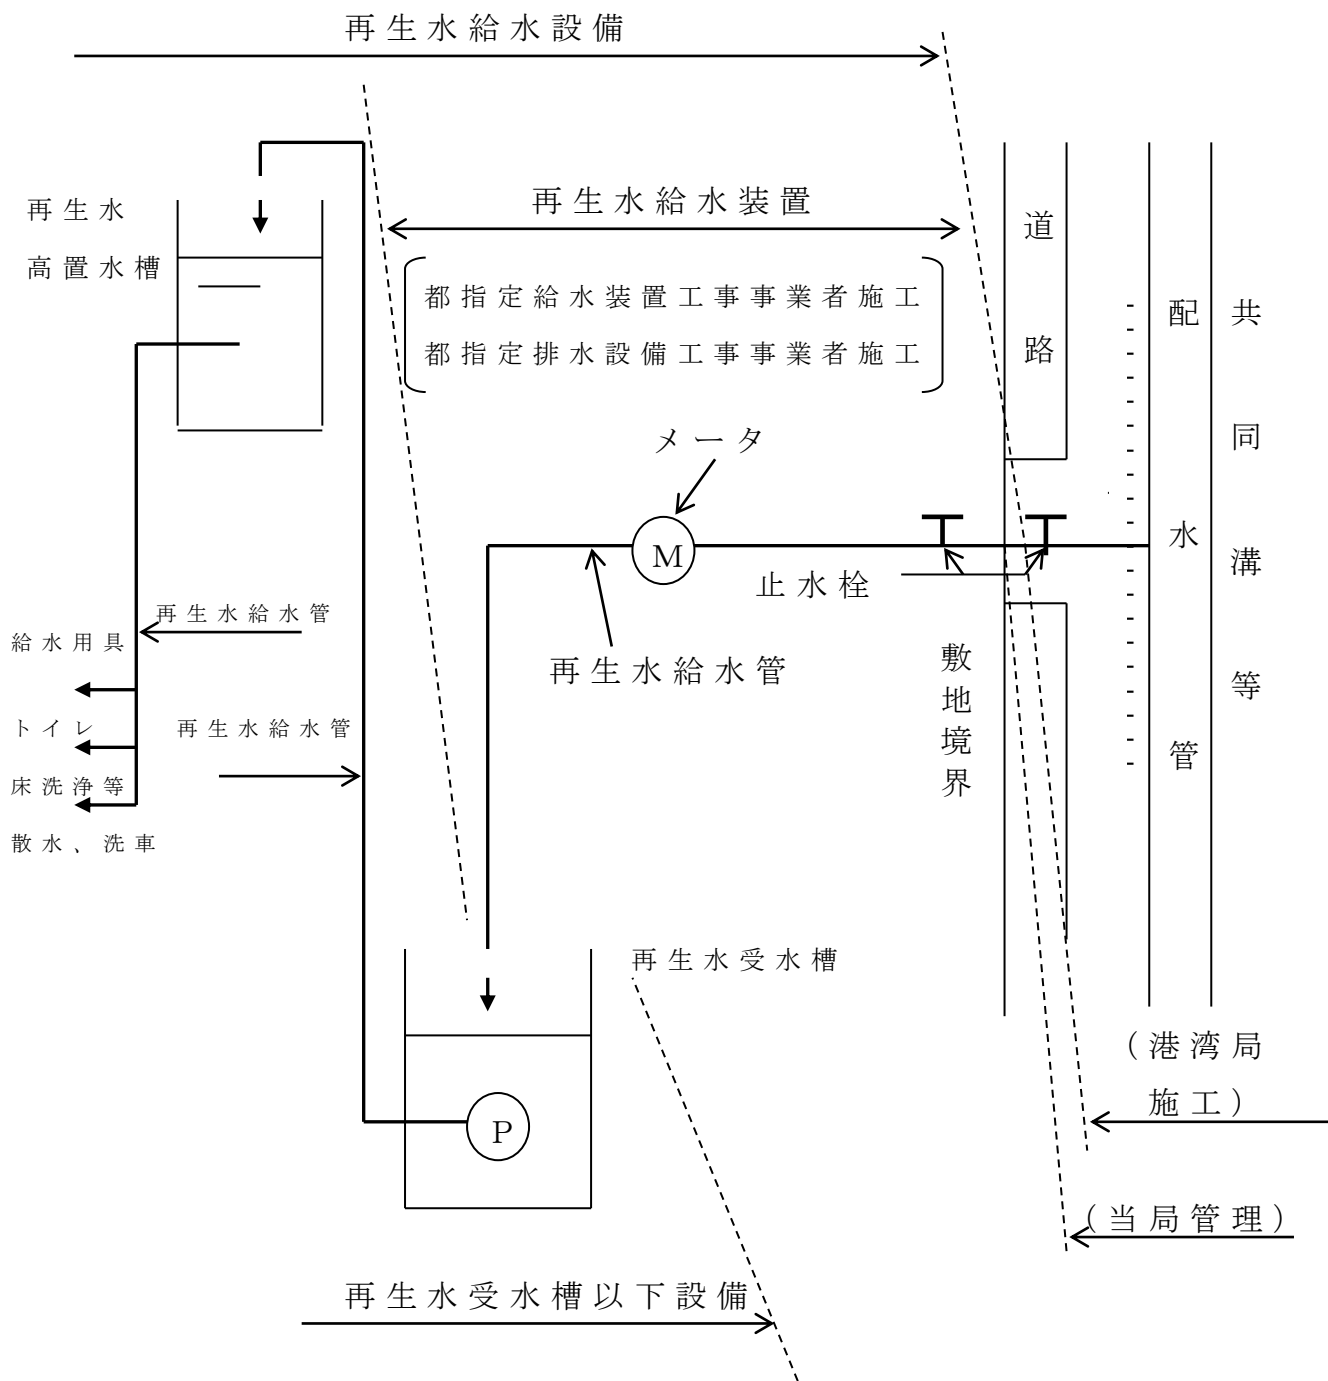 再生水給水設備
再生水給水装置
再生水
高置水槽
都指定給水装置工事事業者施工
都指定排水設備工事事業者施工
道路
配水管
共同溝等
メータ
M
止水栓
再生水給水管
再生水給水管
給水用具
トイレ
床洗浄等
散水、洗車
再生水給水管
敷地境界
再生水受水槽
P
(港湾局
施工)
(当局管理)
再生水受水槽以下設備